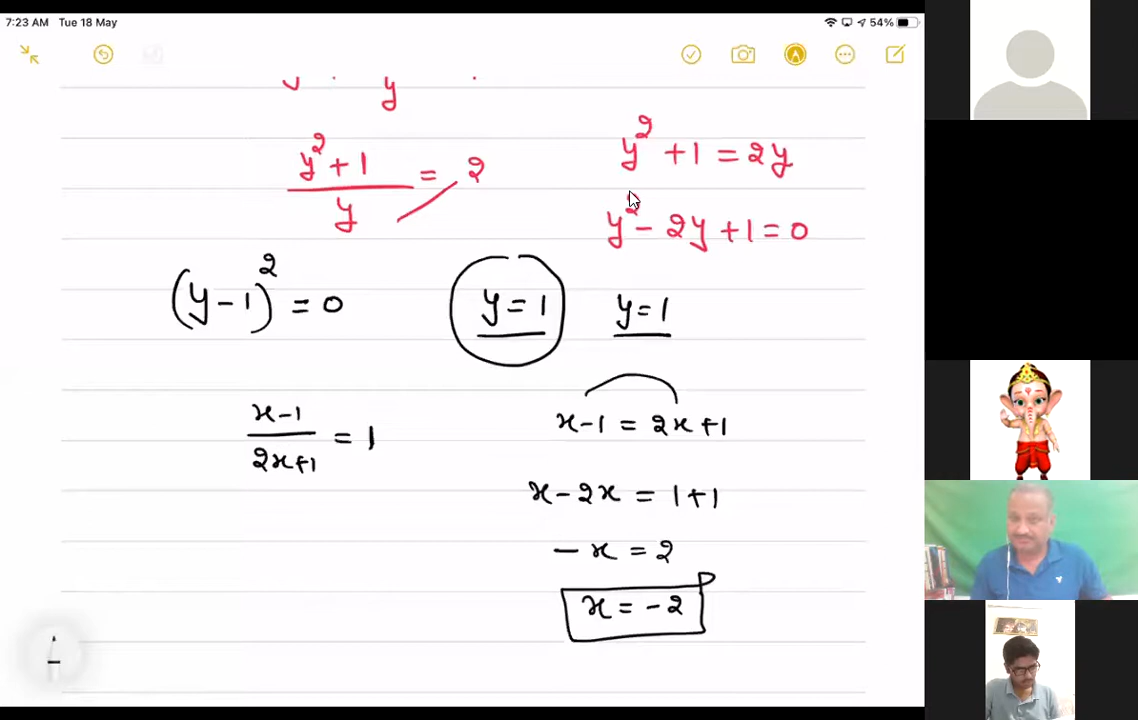 7:23 AM Tue 18 May 54%
y
y²+1 / y = 2
y²+1=2y
y²-2y+1=0
(y-1)²=0 y=1 y=1
x-1 / 2x+1 = 1
x-1=2x+1
x-2x=1+1
-x=2
x=-2